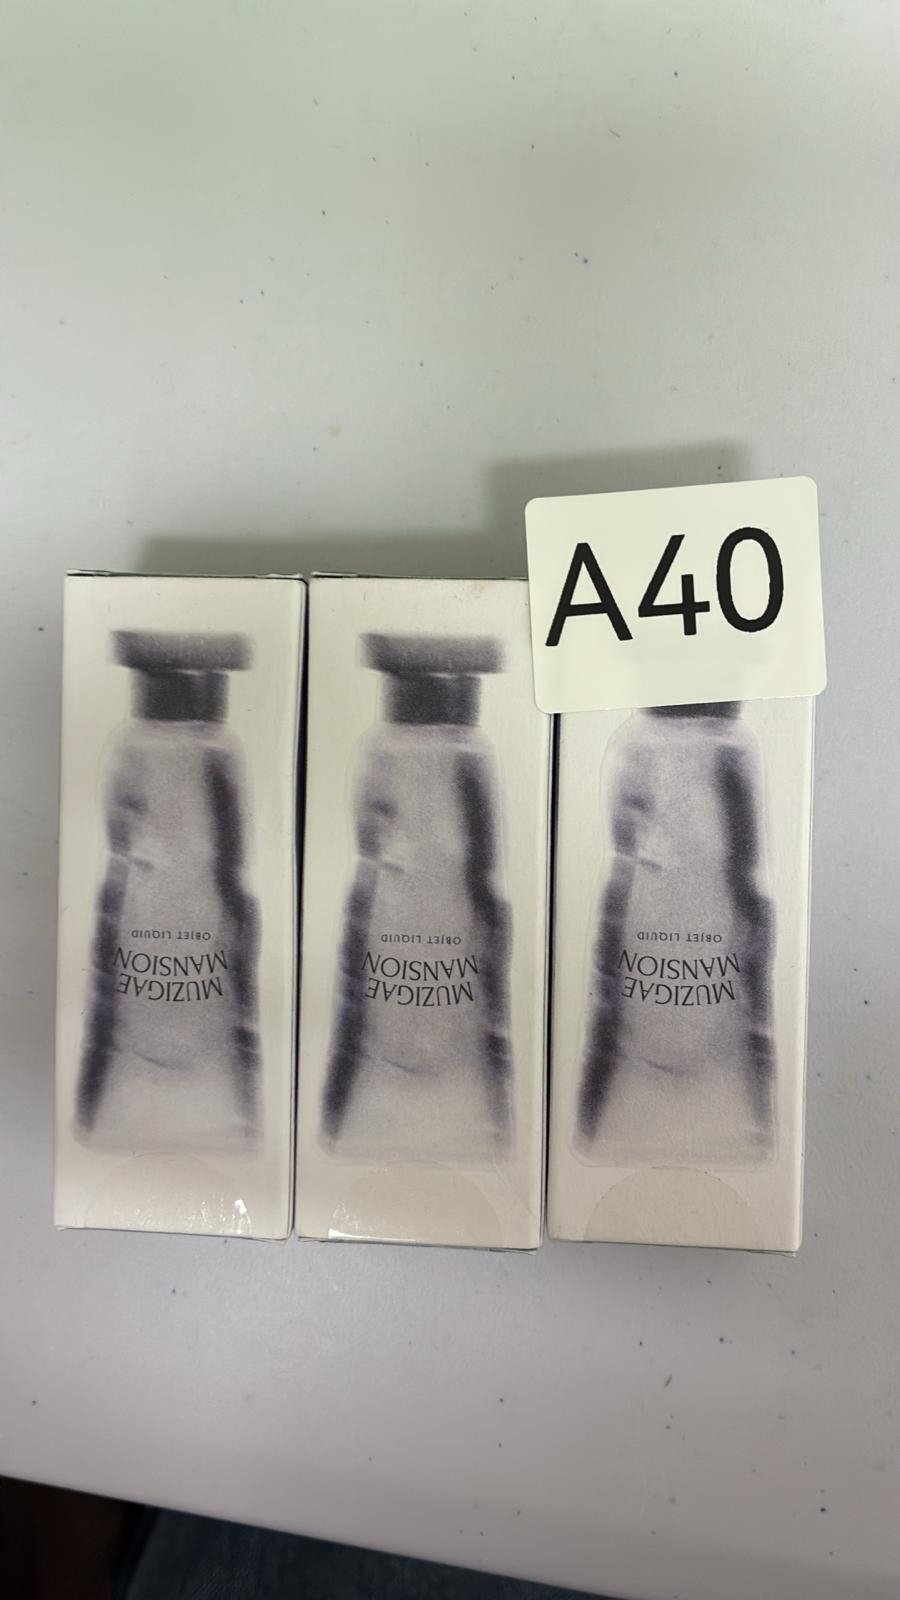 A40
OBJET LIQUID
MUZIGAE
MANSION
OBJET LIQUID
MUZIGAE
MANSION
OBJET LIQUID
MUZIGAE
MANSION